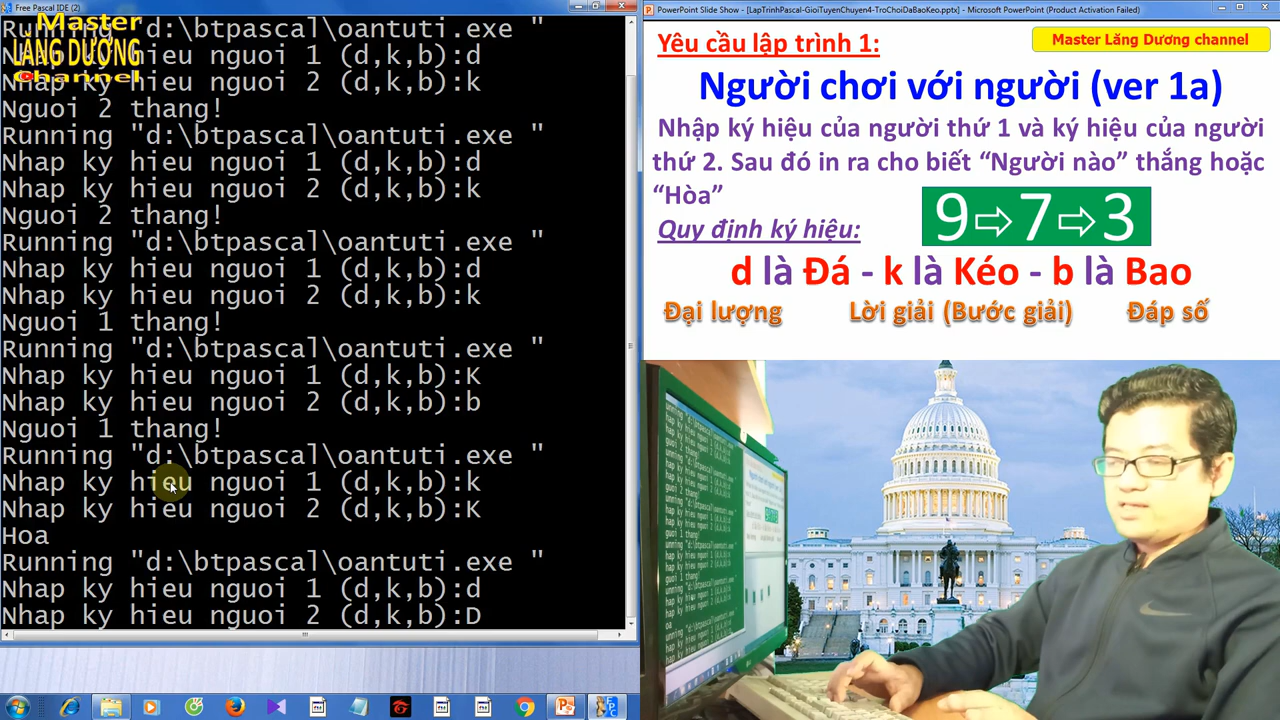 Free Pascal IDE (2)
Master
LĂNG DƯƠNG
channel
Running "d:\btpascal\oantuti.exe "
Nhap ky hieu nguoi 1 (d,k,b):d
Nhap ky hieu nguoi 2 (d,k,b):k
Nguoi 2 thang!
Running "d:\btpascal\oantuti.exe "
Nhap ky hieu nguoi 1 (d,k,b):d
Nhap ky hieu nguoi 2 (d,k,b):k
Nguoi 2 thang!
Running "d:\btpascal\oantuti.exe "
Nhap ky hieu nguoi 1 (d,k,b):d
Nhap ky hieu nguoi 2 (d,k,b):k
Nguoi 1 thang!
Running "d:\btpascal\oantuti.exe "
Nhap ky hieu nguoi 1 (d,k,b):K
Nhap ky hieu nguoi 2 (d,k,b):b
Nguoi 1 thang!
Running "d:\btpascal\oantuti.exe "
Nhap ky hieu nguoi 1 (d,k,b):k
Nhap ky hieu nguoi 2 (d,k,b):K
Hoa
Running "d:\btpascal\oantuti.exe "
Nhap ky hieu nguoi 1 (d,k,b):d
Nhap ky hieu nguoi 2 (d,k,b):D
PowerPoint Slide Show - [LapTrinhPascal-GioiTuyenChuyen4-TroChoiDaBaoKeo.pptx] - Microsoft PowerPoint (Product Activation Failed)
Yêu cầu lập trình 1:
Master Lăng Dương channel
Người chơi với người (ver 1a)
Nhập ký hiệu của người thứ 1 và ký hiệu của người
thứ 2. Sau đó in ra cho biết “Người nào” thắng hoặc
“Hòa”
9⇨7⇨3
Quy định ký hiệu:
d là Đá - k là Kéo - b là Bao
Đại lượng Lời giải (Bước giải) Đáp số